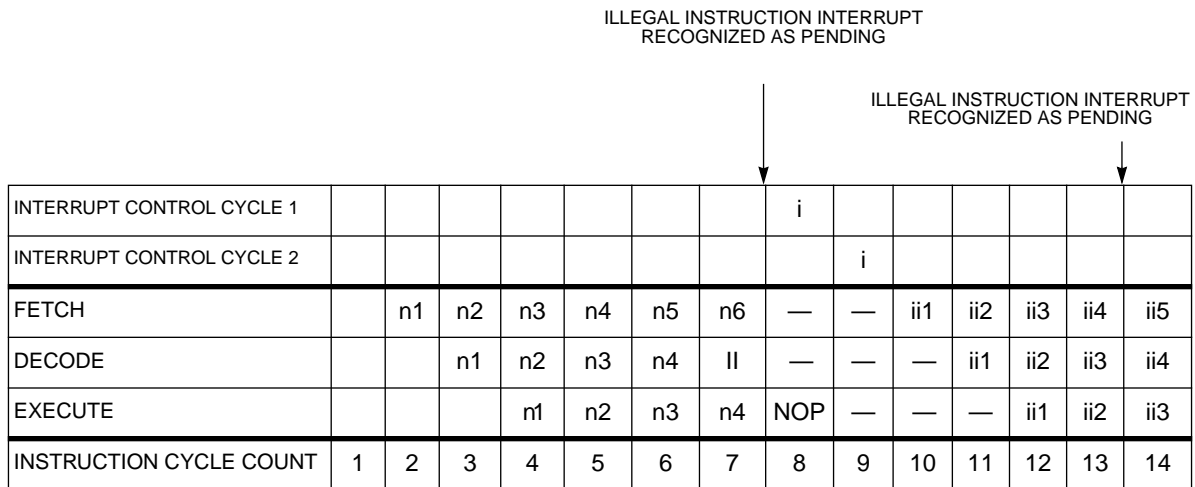 ILLEGAL INSTRUCTION INTERRUPT
RECOGNIZED AS PENDING
ILLEGAL INSTRUCTION INTERRUPT
RECOGNIZED AS PENDING
INTERRUPT CONTROL CYCLE 1 i
INTERRUPT CONTROL CYCLE 2 i
FETCH n1 n2 n3 n4 n5 n6 — — ii1 ii2 ii3 ii4 ii5
DECODE n1 n2 n3 n4 II — — — ii1 ii2 ii3 ii4
EXECUTE n1 n2 n3 n4 NOP — — — ii1 ii2 ii3
INSTRUCTION CYCLE COUNT 1 2 3 4 5 6 7 8 9 10 11 12 13 14